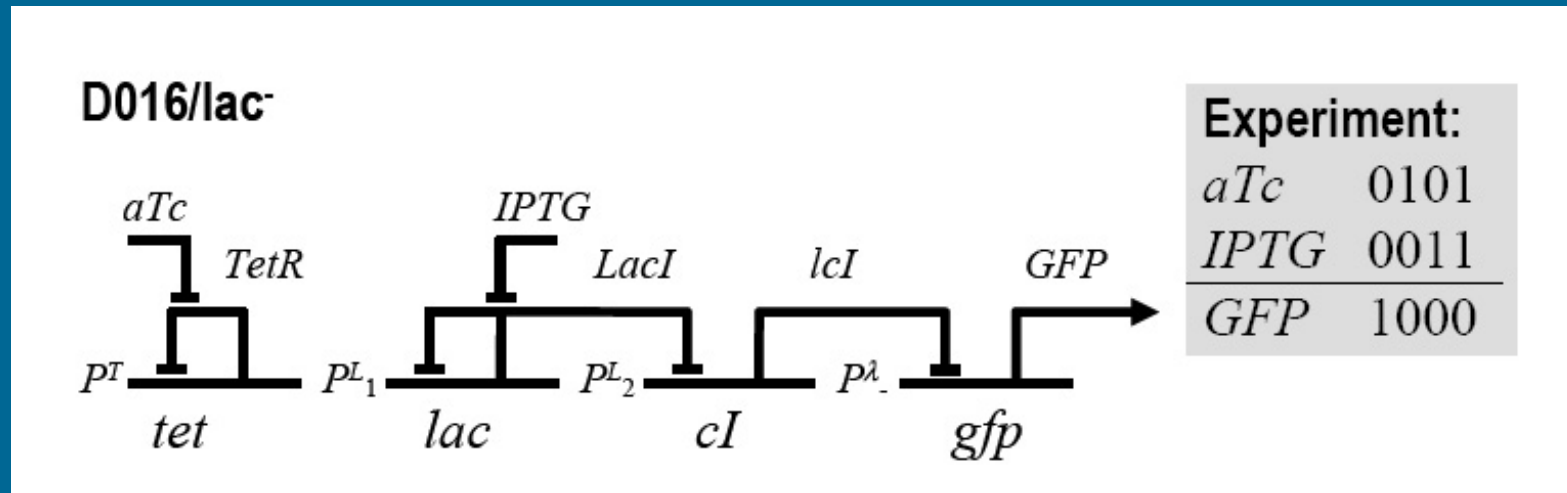 D016/lac-
Experiment:
aTc 0101
IPTG 0011
GFP 1000
aTc IPTG
TetR LacI lcI GFP
PT PL1 PL2 Pλ-
tet lac cI gfp